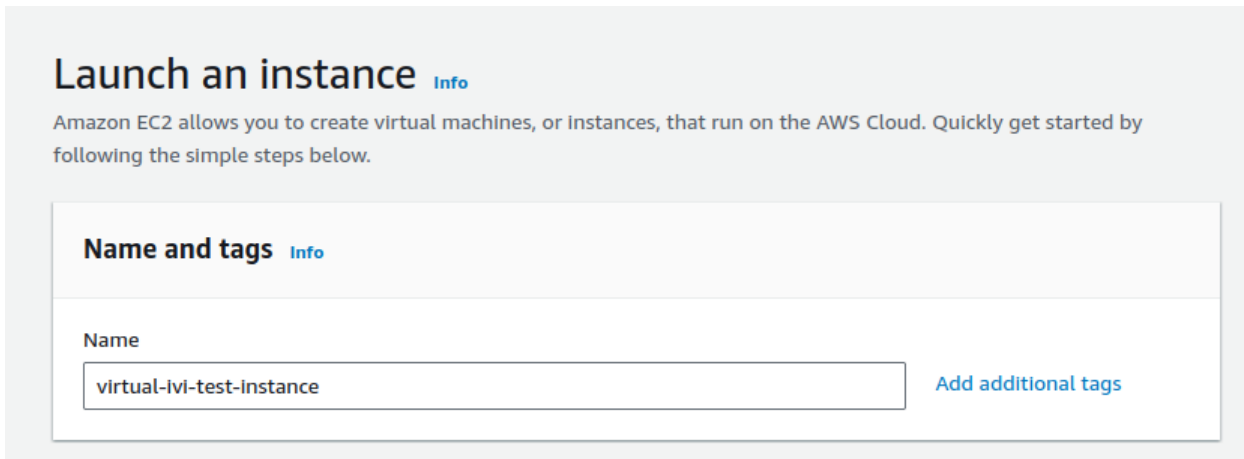 Launch an instance Info
Amazon EC2 allows you to create virtual machines, or instances, that run on the AWS Cloud. Quickly get started by
following the simple steps below.
Name and tags Info
Name
virtual-ivi-test-instance Add additional tags